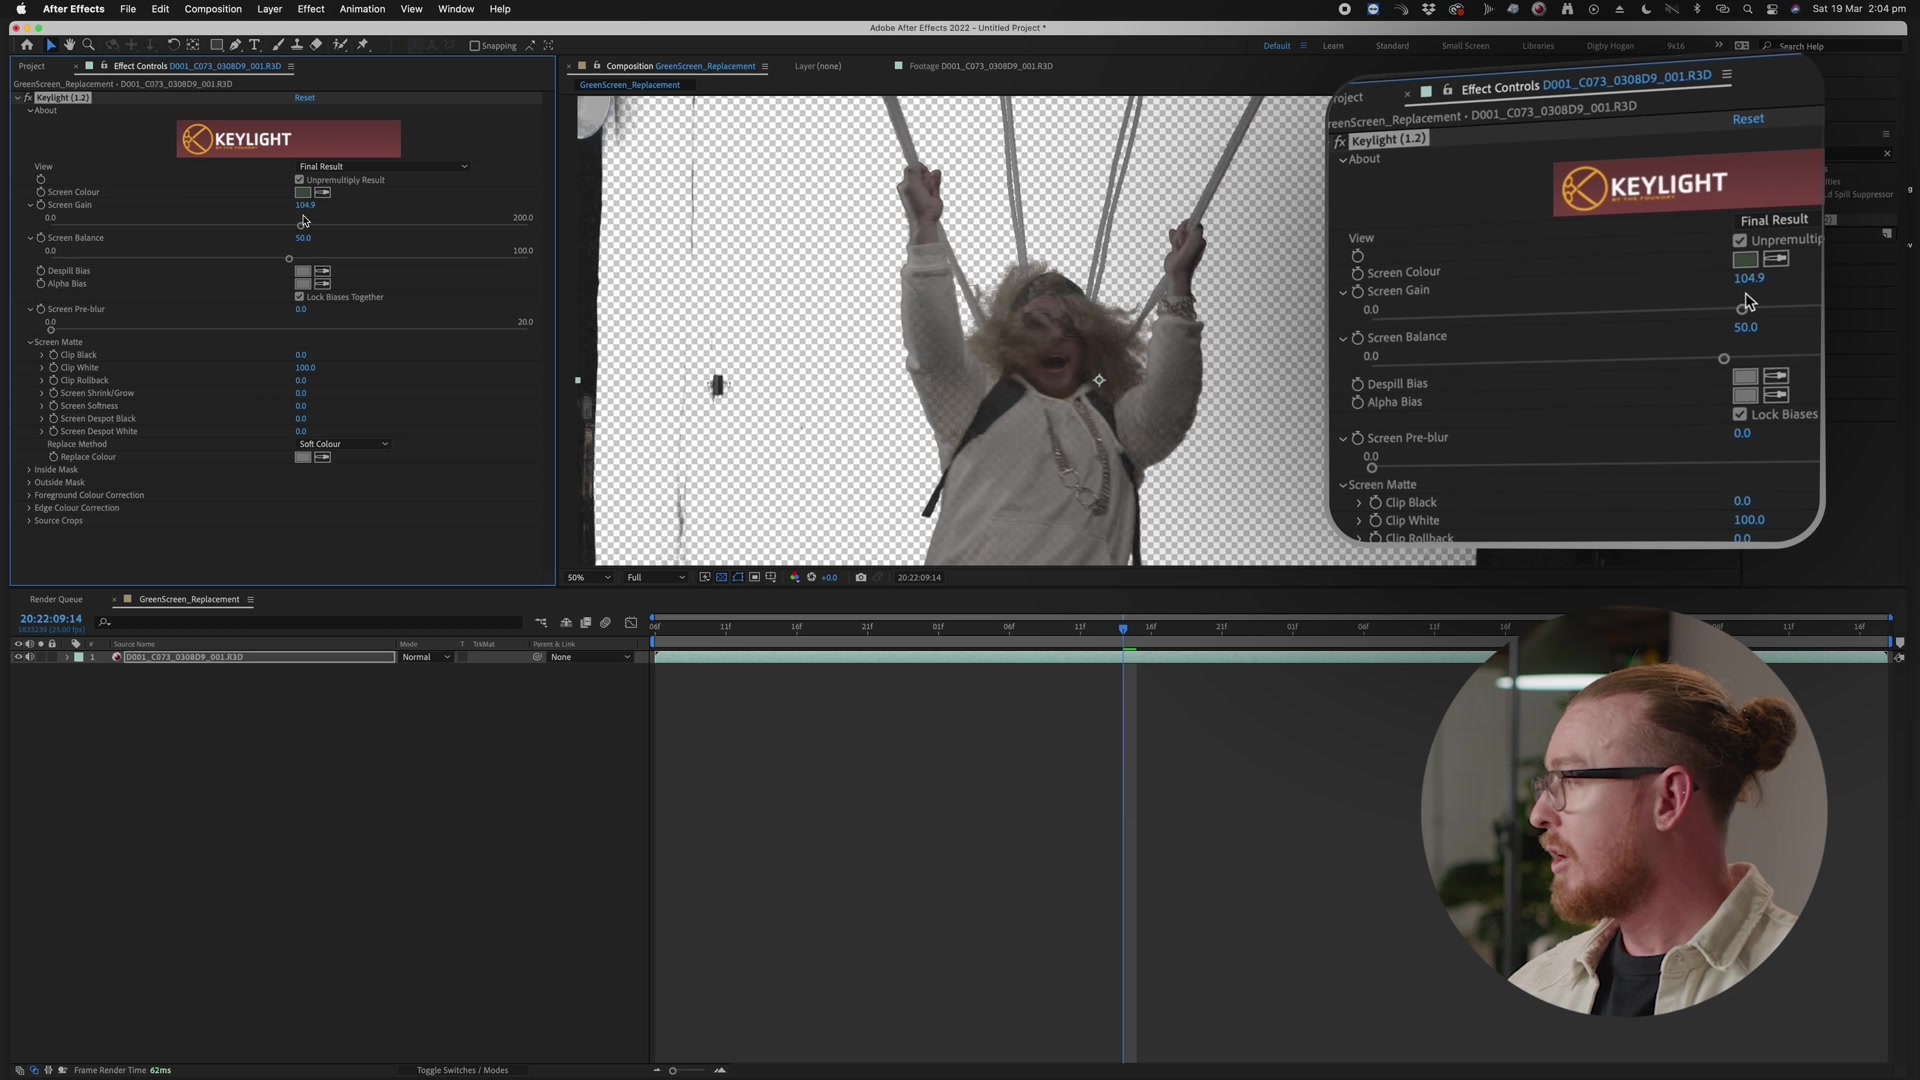 After Effects File Edit Composition Layer Effect Animation View Window Help
Sat 19 Mar 2:04 pm
Adobe After Effects 2022 - Untitled Project *
Snapping
Default Learn Standard Small Screen Libraries Digby Hogan 9x16
Search Help
Project
Effect Controls D001_C073_0308D9_001.R3D
GreenScreen_Replacement • D001_C073_0308D9_001.R3D
fx Keylight (1.2) Reset
About
KEYLIGHT
View Final Result
Unpremultiply Result
Screen Colour
Screen Gain 104.9
0.0 200.0
Screen Balance 50.0
0.0 100.0
Despill Bias
Alpha Bias
Lock Biases Together
Screen Pre-blur 0.0
0.0 20.0
Screen Matte
Clip Black 0.0
Clip White 100.0
Clip Rollback 0.0
Screen Shrink/Grow 0.0
Screen Softness 0.0
Screen Despot Black 0.0
Screen Despot White 0.0
Replace Method Soft Colour
Replace Colour
Inside Mask
Outside Mask
Foreground Colour Correction
Edge Colour Correction
Source Crops
Composition GreenScreen_Replacement
Layer (none)
Footage D001_C073_0308D9_001.R3D
GreenScreen_Replacement
50% Full +0.0 20:22:09:14
roject
Effect Controls D001_C073_0308D9_001.R3D
reenScreen_Replacement • D001_C073_0308D9_001.R3D
fx Keylight (1.2) Reset
About
KEYLIGHT
BY THE FOUNDRY
View Final Result
Unpremultip
Screen Colour
Screen Gain 104.9
0.0
Screen Balance 50.0
0.0
Despill Bias
Alpha Bias
Lock Biases
Screen Pre-blur 0.0
0.0
Screen Matte
Clip Black 0.0
Clip White 100.0
Clip Rollback 0.0
ities
d Spill Suppressor
Render Queue
GreenScreen_Replacement
20:22:09:14
1833239 (25.00 fps)
# Source Name Mode T TrkMat Parent & Link
1 D001_C073_0308D9_001.R3D Normal None
06f 11f 16f 21f 01f 06f 11f 16f 21f 01f 06f 11f 16f 06f 11f 16f
Frame Render Time 62ms
Toggle Switches / Modes